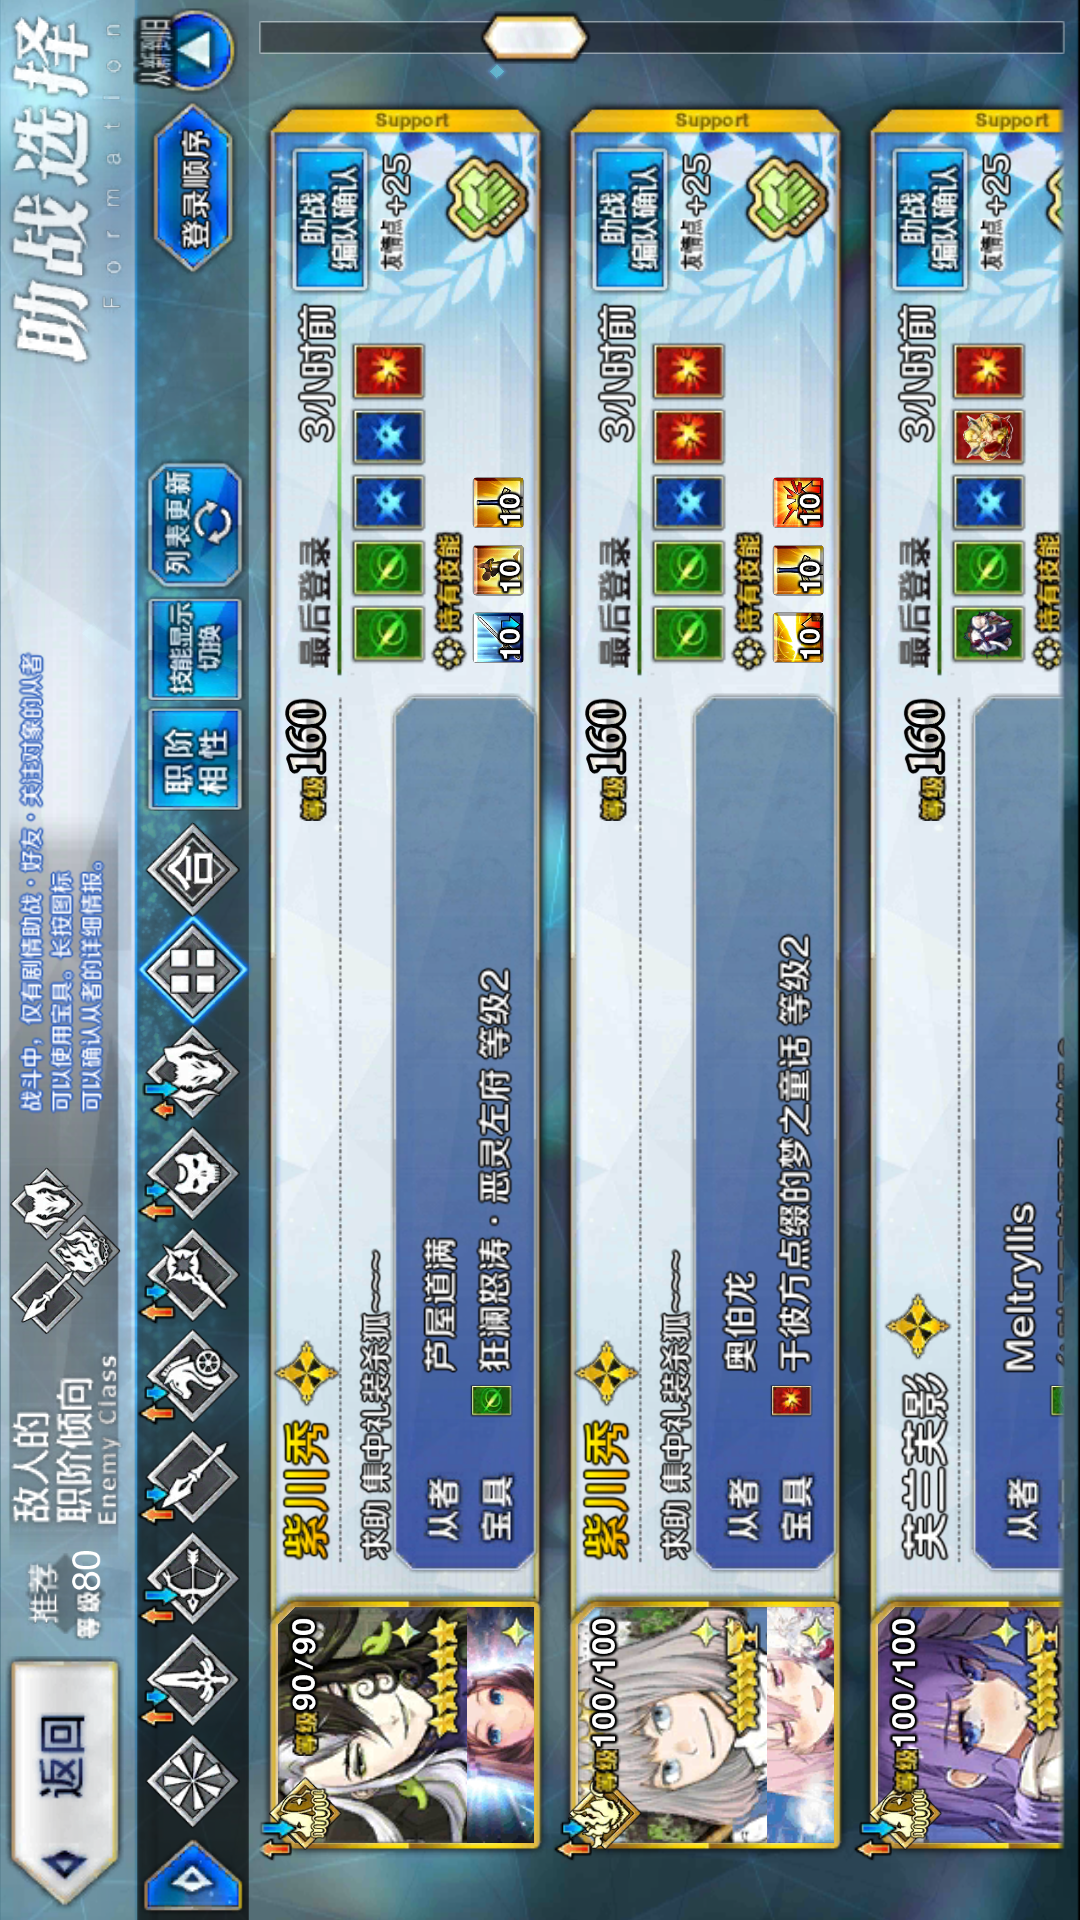 返回
推荐
等级80
敌人的
职阶倾向
Enemy Class
战斗中，仅有剧情助战・好友・关注对象的从者
可以使用宝具。长按图标
可以确认从者的详细情报。
助战选择
Formation
合
职阶
相性
技能显示
切换
列表更新
登录顺序
从新到旧
Support
等级90/90
紫川秀
等级160
求助 集中礼装杀狐~~~~
从者
芦屋道满
宝具
狂澜怒涛・恶灵左府 等级2
最后登录
3小时前
持有技能
10
10
10
助战
编队确认
友情点+25
Support
等级100/100
紫川秀
等级160
求助 集中礼装杀狐~~~~
从者
奥伯龙
宝具
于彼方点缀的梦之童话 等级2
最后登录
3小时前
持有技能
10
10
10
助战
编队确认
友情点+25
Support
等级100/100
芙兰芙影
等级160
从者
Meltryllis
最后登录
3小时前
持有技能
助战
编队确认
友情点+25